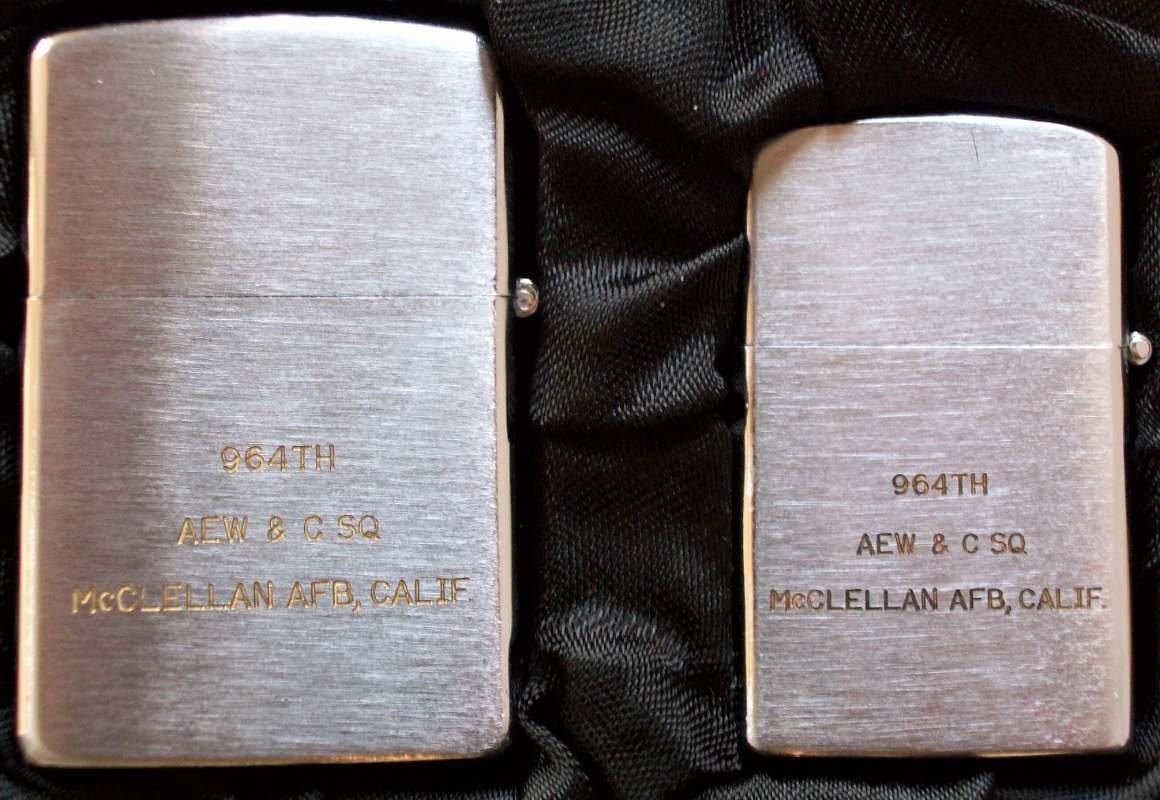 964TH
AEW & C SQ
McCLELLAN AFB, CALIF.
964TH
AEW & C SQ
McCLELLAN AFB, CALIF.